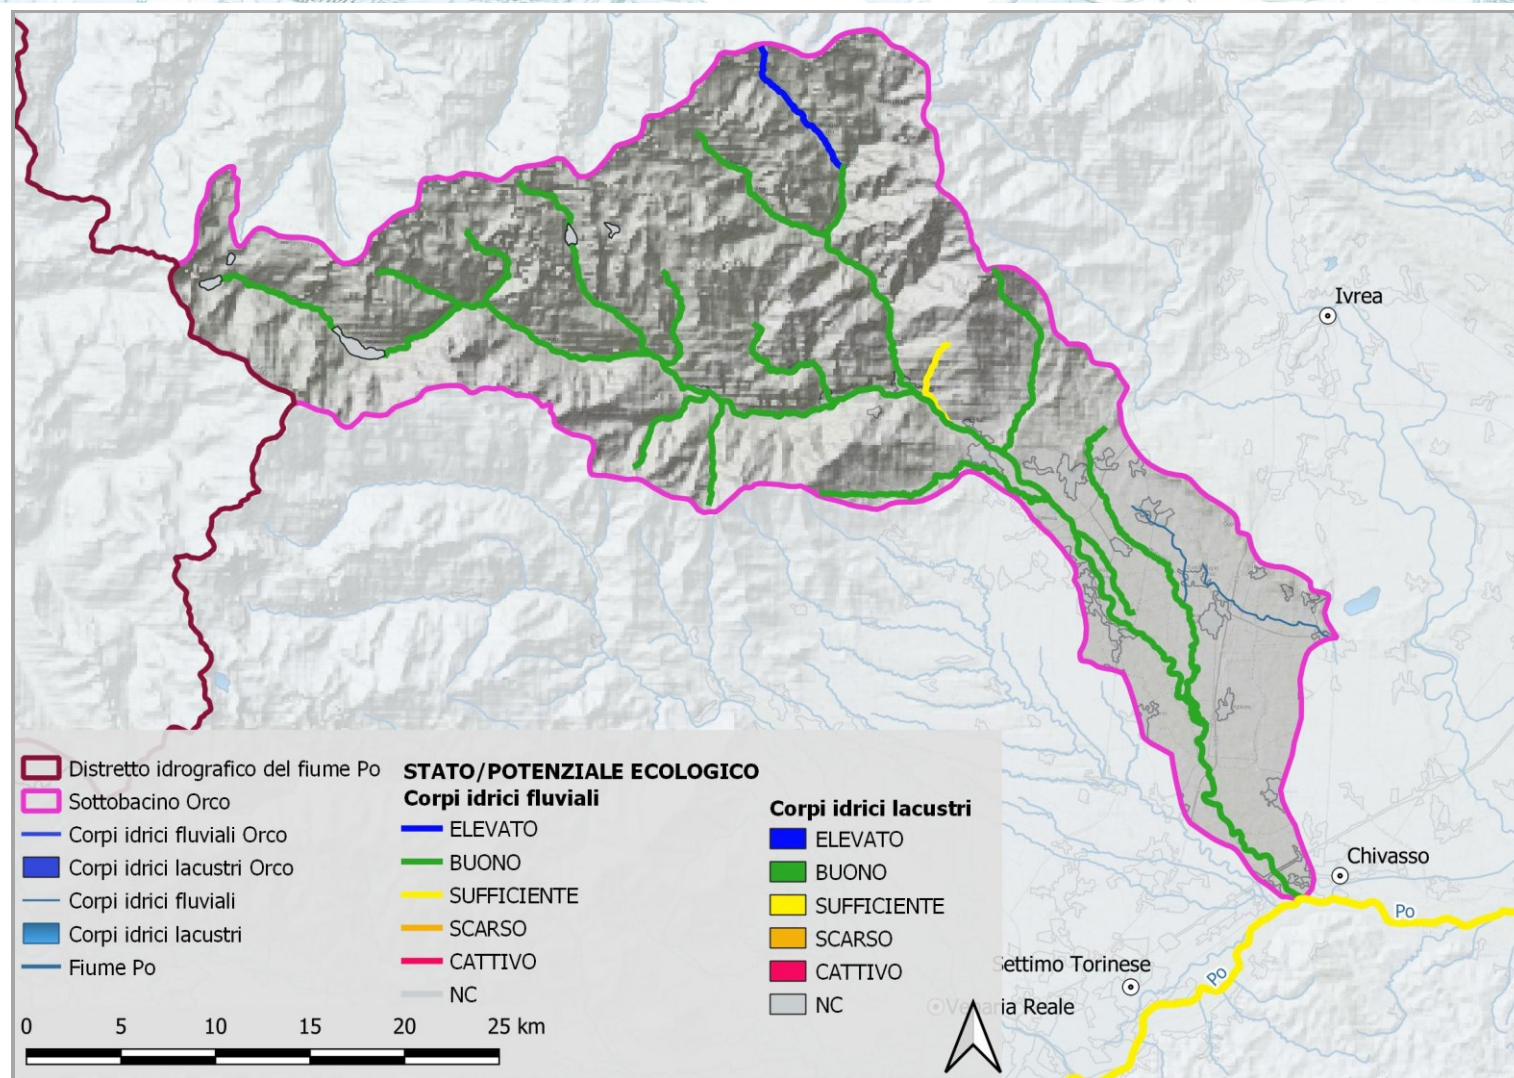 Ivrea
Chivasso
Po
Po
Settimo Torinese
Venaria Reale
Distretto idrografico del fiume Po
Sottobacino Orco
Corpi idrici fluviali Orco
Corpi idrici lacustri Orco
Corpi idrici fluviali
Corpi idrici lacustri
Fiume Po
STATO/POTENZIALE ECOLOGICO
Corpi idrici fluviali
ELEVATO
BUONO
SUFFICIENTE
SCARSO
CATTIVO
NC
Corpi idrici lacustri
ELEVATO
BUONO
SUFFICIENTE
SCARSO
CATTIVO
NC
0 5 10 15 20 25 km